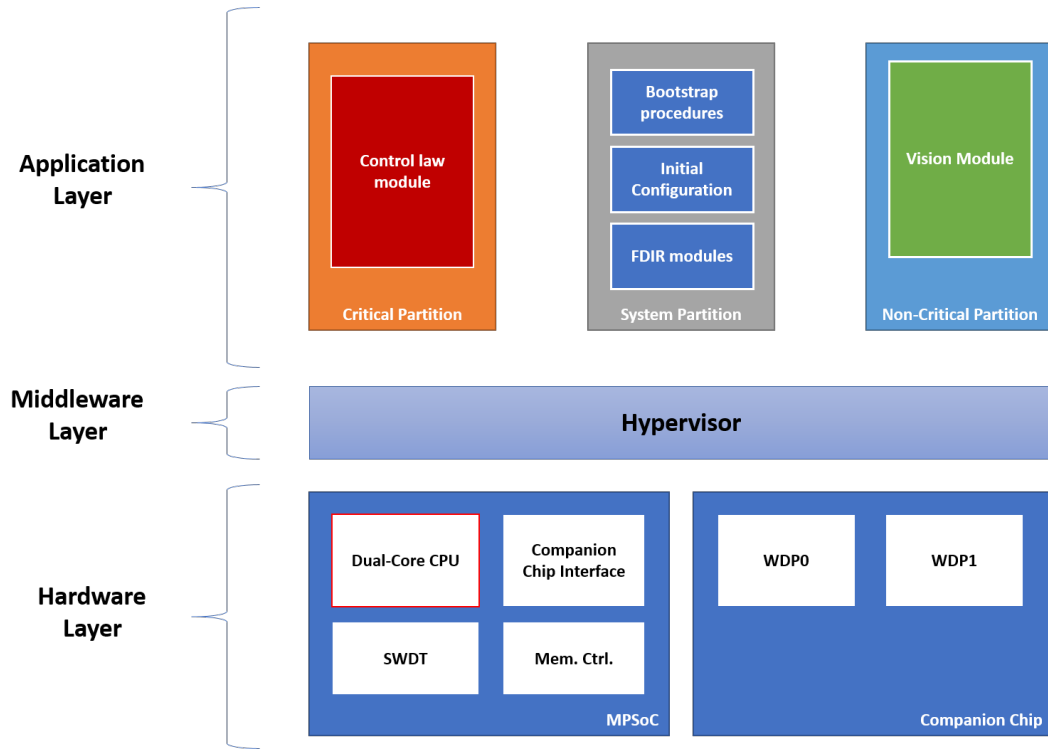 Application
Layer
Control law
module
Critical Partition
Bootstrap
procedures
Initial
Configuration
FDIR modules
System Partition
Vision Module
Non-Critical Partition
Middleware
Layer
Hypervisor
Hardware
Layer
Dual-Core CPU
Companion
Chip Interface
SWDT
Mem. Ctrl.
MPSoC
WDP0
WDP1
Companion Chip